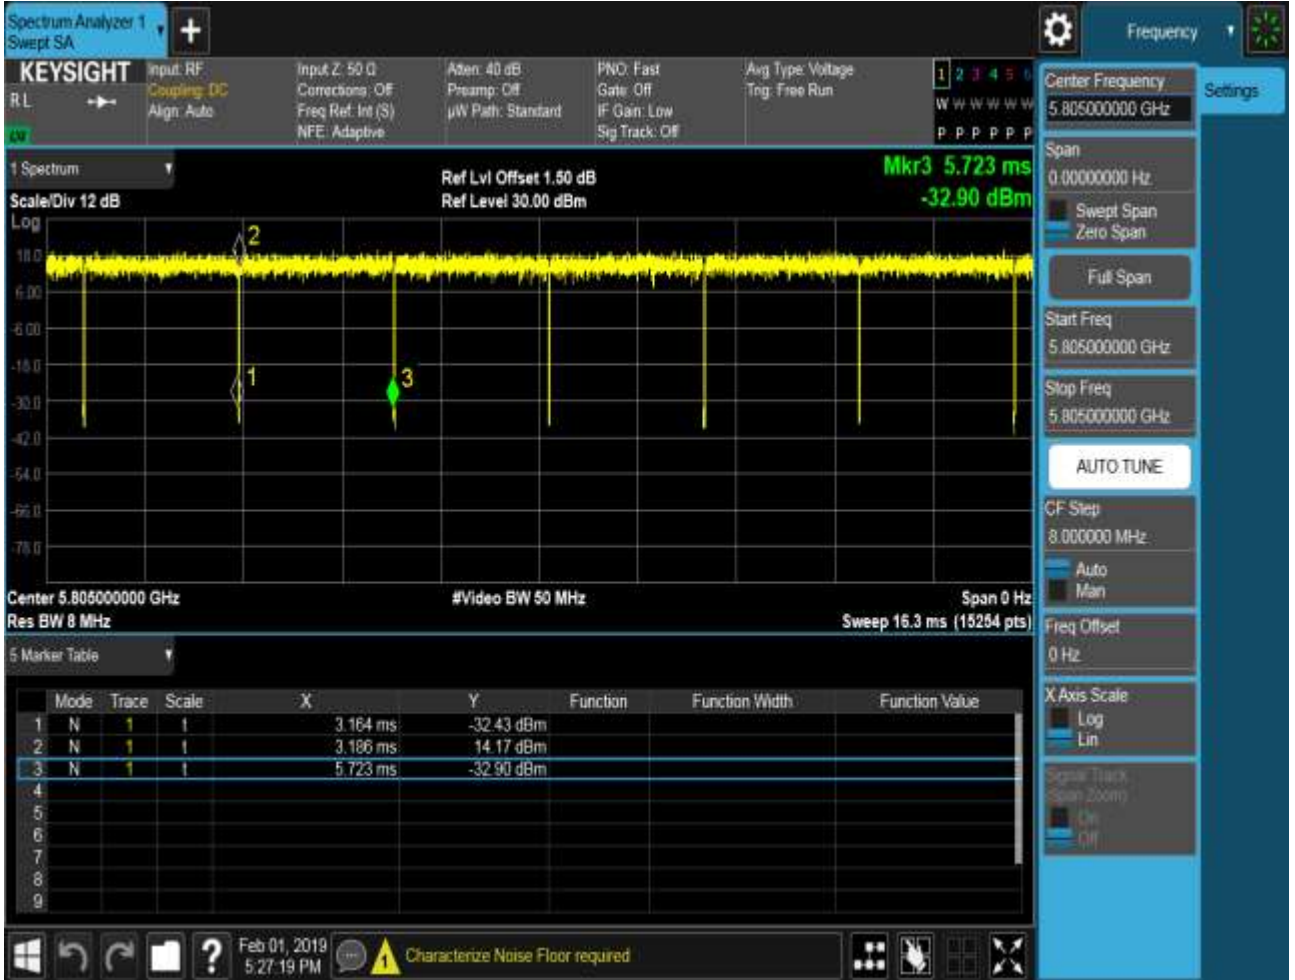 Spectrum Analyzer 1
Swept SA
+
Frequency
KEYSIGHT
RL
Input: RF
Coupling: DC
Align: Auto
Input Z: 50 Ω
Corrections: Off
Freq Ref: Int (S)
NFE: Adaptive
Atten: 40 dB
Preamp: Off
µW Path: Standard
PNO: Fast
Gate: Off
IF Gain: Low
Sig Track: Off
Avg Type: Voltage
Trig: Free Run
1 2 3 4 5 6
W W W W W W
P P P P P P
1 Spectrum
Scale/Div 12 dB
Ref Lvl Offset 1.50 dB
Ref Level 30.00 dBm
Mkr3 5.723 ms
-32.90 dBm
Log
18.0
6.00
-6.00
-18.0
-30.0
-42.0
-54.0
-66.0
-78.0
2
1
3
Center 5.805000000 GHz
#Video BW 50 MHz
Span 0 Hz
Res BW 8 MHz
Sweep 16.3 ms (15254 pts)
5 Marker Table
Mode Trace Scale X Y Function Function Width Function Value
1 N 1 t 3.164 ms -32.43 dBm
2 N 1 t 3.186 ms 14.17 dBm
3 N 1 t 5.723 ms -32.90 dBm
4
5
6
7
8
9
Settings
Center Frequency
5.805000000 GHz
Span
0.00000000 Hz
Swept Span
Zero Span
Full Span
Start Freq
5.805000000 GHz
Stop Freq
5.805000000 GHz
AUTO TUNE
CF Step
8.000000 MHz
Auto
Man
Freq Offset
0 Hz
X Axis Scale
Log
Lin
Signal Track
(Span Zoom)
On
Off
?
Feb 01, 2019
5:27:19 PM
1
Characterize Noise Floor required